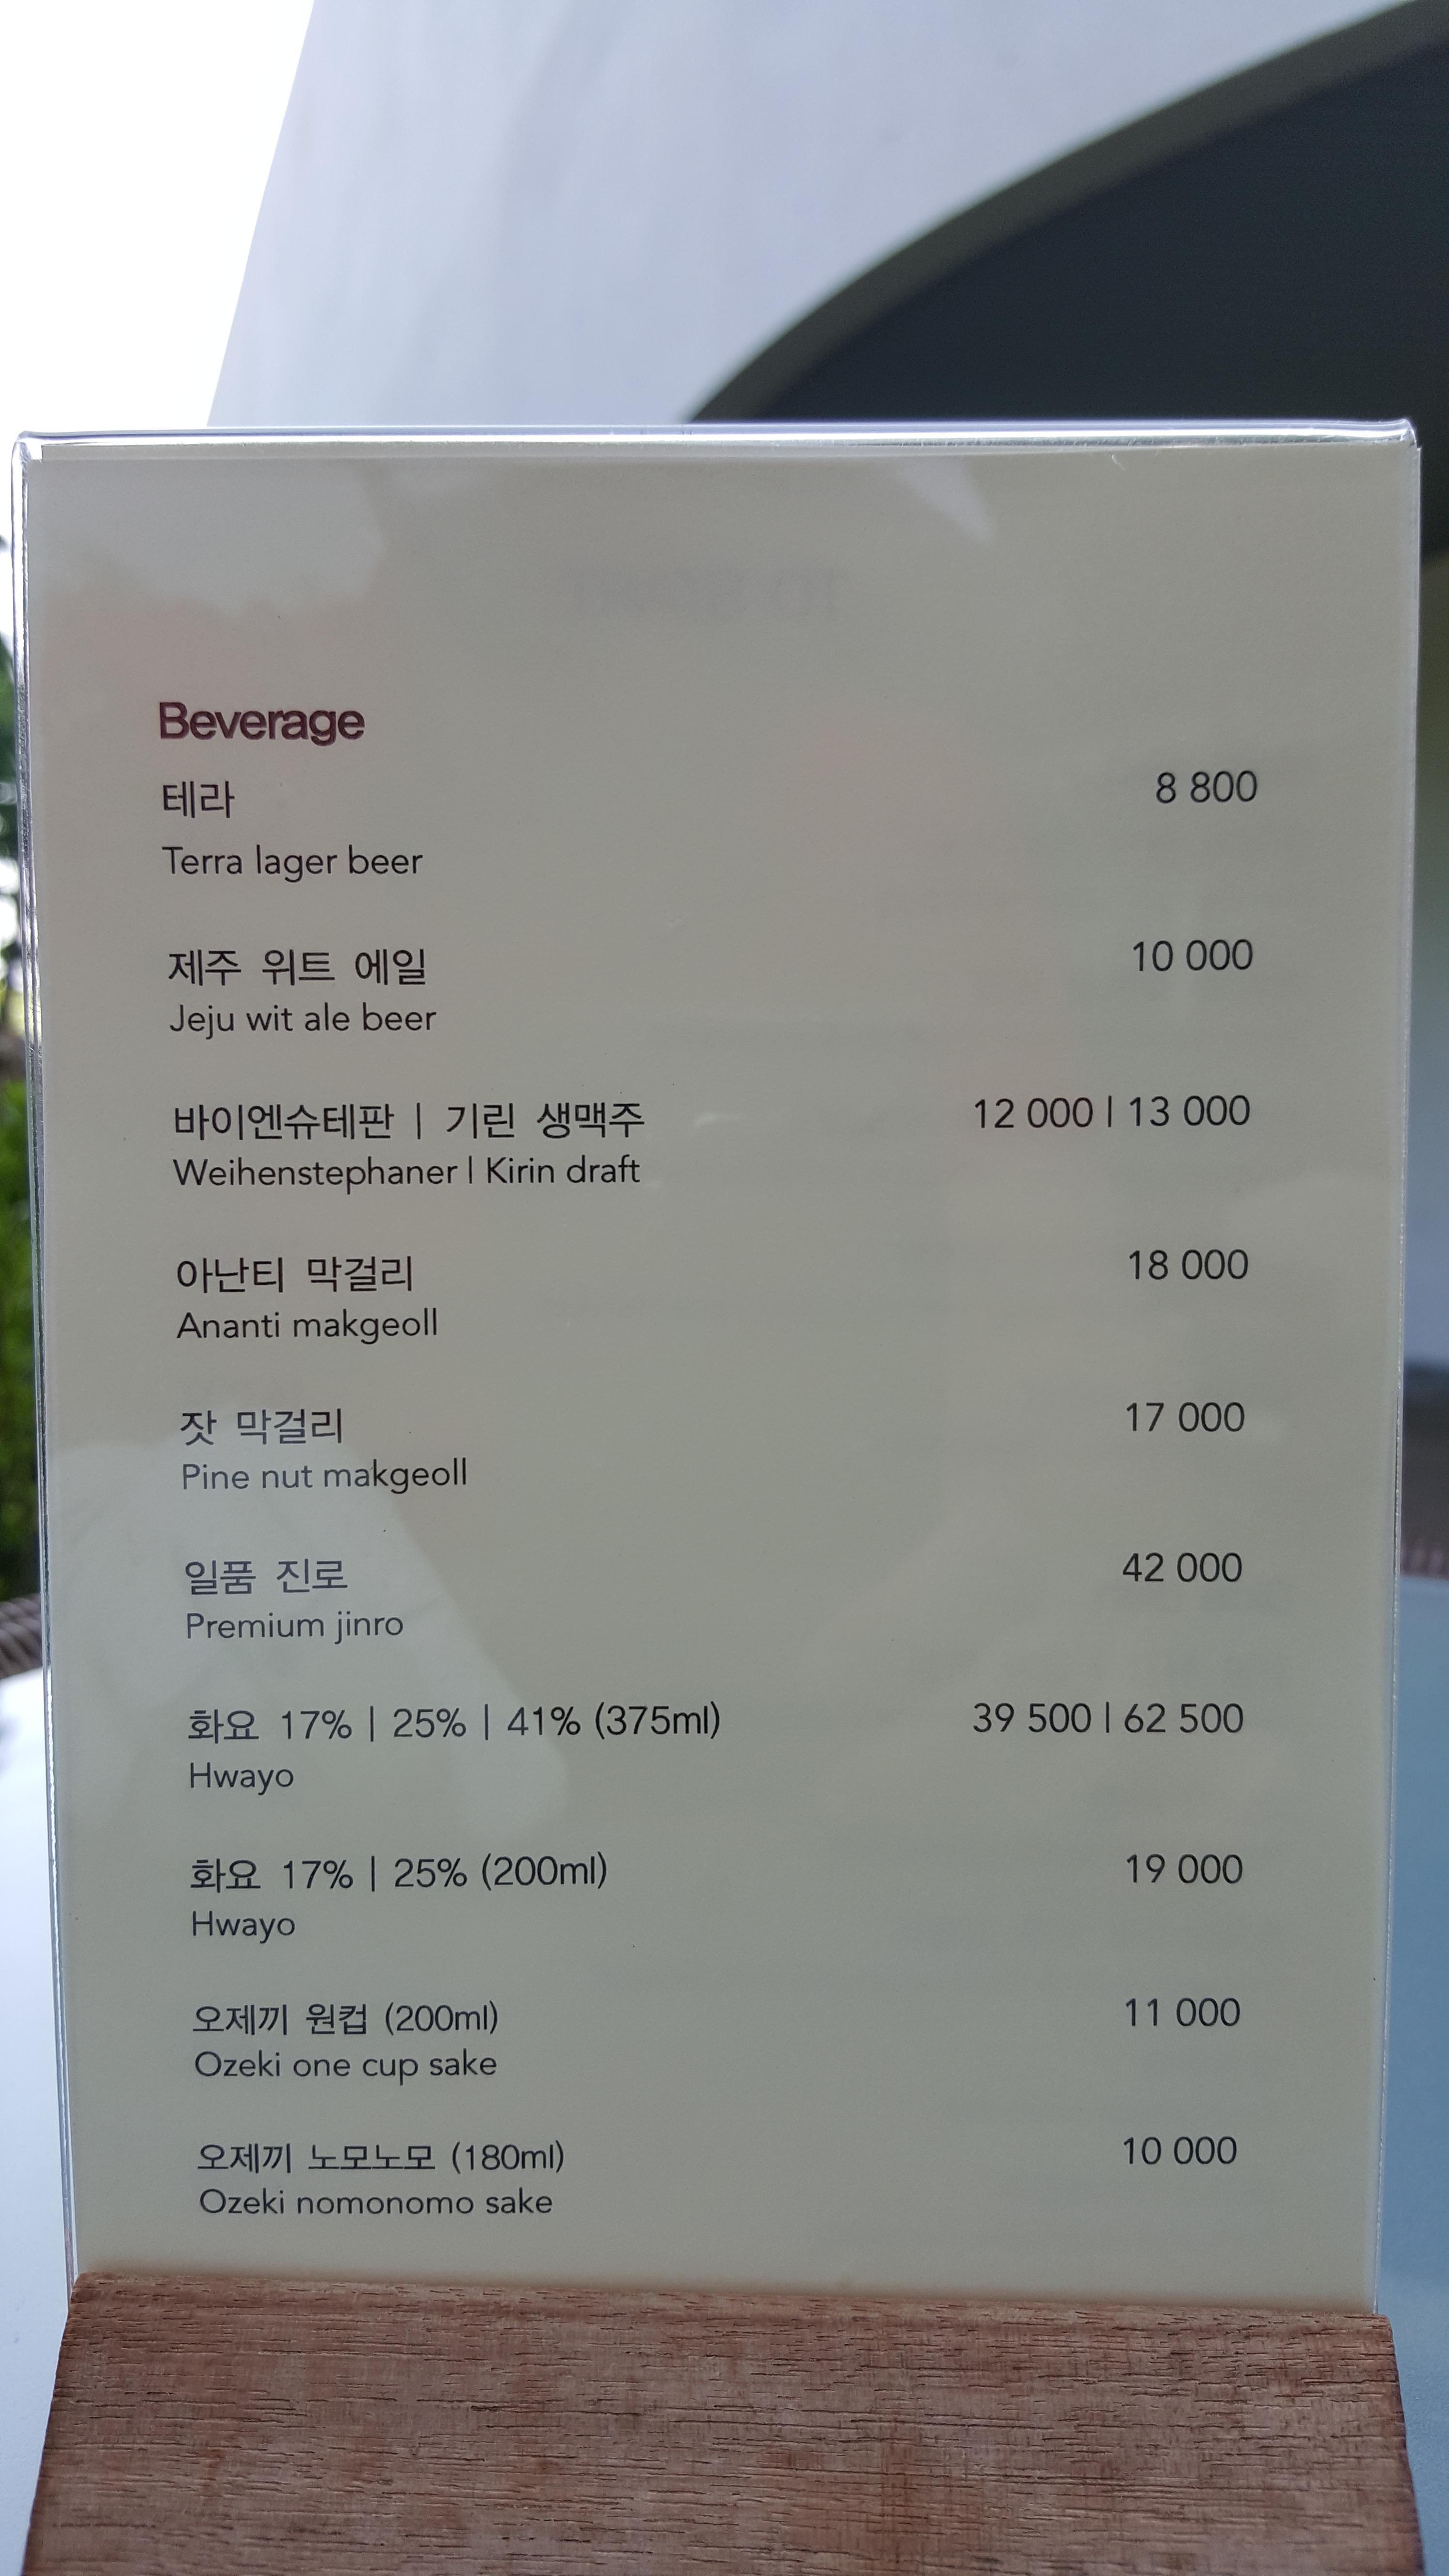 Beverage
테라 8 800
Terra lager beer
제주 위트 에일 10 000
Jeju wit ale beer
바이엔슈테판 | 기린 생맥주 12 000 | 13 000
Weihenstephaner | Kirin draft
아난티 막걸리 18 000
Ananti makgeoll
잣 막걸리 17 000
Pine nut makgeoll
일품 진로 42 000
Premium jinro
화요 17% | 25% | 41% (375ml) 39 500 | 62 500
Hwayo
화요 17% | 25% (200ml) 19 000
Hwayo
오제끼 원컵 (200ml) 11 000
Ozeki one cup sake
오제끼 노모노모 (180ml) 10 000
Ozeki nomonomo sake